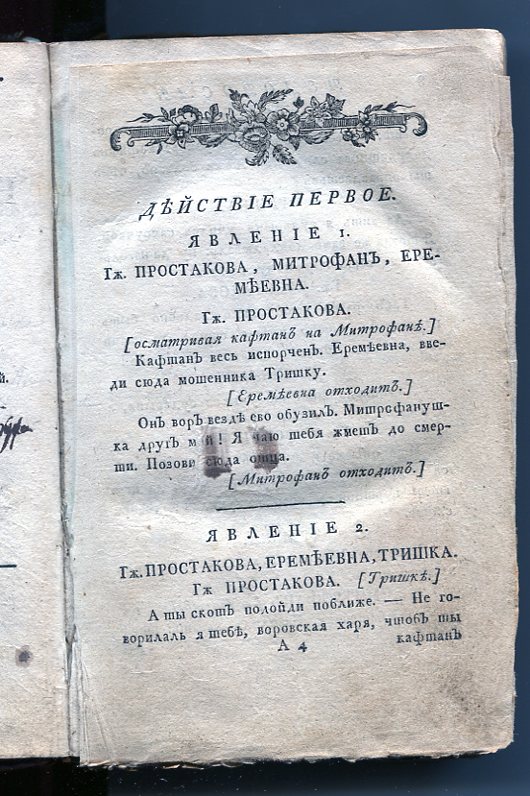 ДѢЙСТВІЕ ПЕРВОЕ.
ЯВЛЕНІЕ 1.
Гж. ПРОСТАКОВА, МИТРОФАНЪ, ЕРЕ-
МѢЕВНА.
Гж. ПРОСТАКОВА.
[осматривая кафтанъ на Митрофанѣ.]
Кафтанъ весь испорченъ. Еремѣевна, вве-
ди сюда мошенника Тришку.
[Еремѣевна отходитъ.]
Онъ воръ вездѣ ево обузилъ. Митрофануш-
ка другъ мой! Я чаю тебя жметъ до смер-
ти. Позови сюда отца.
[Митрофанъ отходитъ.]
ЯВЛЕНІЕ 2.
Гж. ПРОСТАКОВА, ЕРЕМѢЕВНА, ТРИШКА.
Гж ПРОСТАКОВА. [Тришкѣ.]
А ты скотъ подойди поближе. — Не го-
ворилаль я тебѣ, воровская харя, чтобъ ты
А 4 кафтанъ